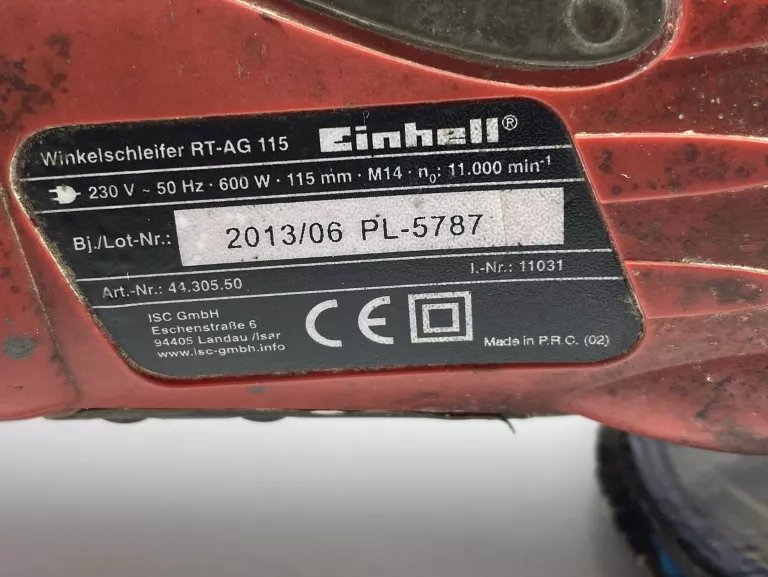 Winkelschleifer RT-AG 115 Einhell®
230 V ~ 50 Hz · 600 W · 115 mm · M14 · n₀: 11.000 min⁻¹
Bj./Lot-Nr.: 2013/06 PL-5787
Art.-Nr.: 44.305.50 I.-Nr.: 11031
ISC GmbH
Eschenstraße 6
94405 Landau/Isar
www.isc-gmbh.info
CE
Made in P.R.C. (02)